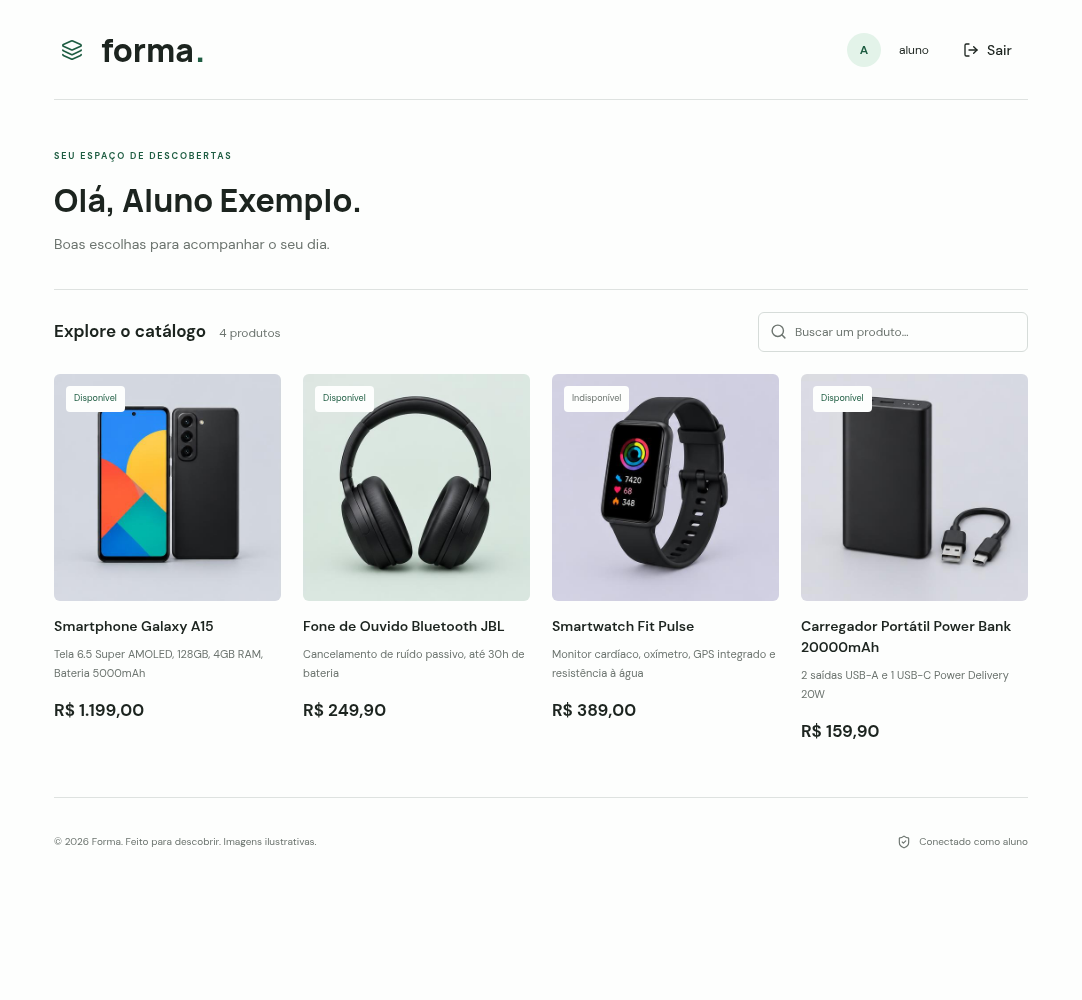 forma.
A
aluno
Sair
SEU ESPAÇO DE DESCOBERTAS
Olá, Aluno Exemplo.
Boas escolhas para acompanhar o seu dia.
Explore o catálogo
4 produtos
Buscar um produto...
Disponível
Smartphone Galaxy A15
Tela 6.5 Super AMOLED, 128GB, 4GB RAM,
Bateria 5000mAh
R$ 1.199,00
Disponível
Fone de Ouvido Bluetooth JBL
Cancelamento de ruído passivo, até 30h de
bateria
R$ 249,90
Indisponível
7420
68
348
Smartwatch Fit Pulse
Monitor cardíaco, oxímetro, GPS integrado e
resistência à água
R$ 389,00
Disponível
Carregador Portátil Power Bank
20000mAh
2 saídas USB-A e 1 USB-C Power Delivery
20W
R$ 159,90
© 2026 Forma. Feito para descobrir. Imagens ilustrativas.
Conectado como aluno